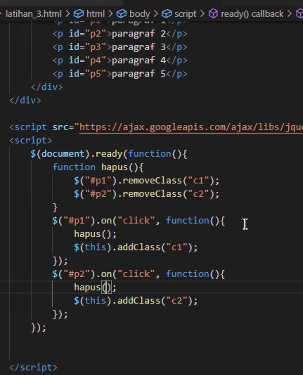 latihan_3.html > html > body > script > ready() callback
<p id="p1">paragraf 1</p>
<p id="p2">paragraf 2</p>
<p id="p3">paragraf 3</p>
<p id="p4">paragraf 4</p>
<p id="p5">paragraf 5</p>
</div>
</div>
<script src="https://ajax.googleapis.com/ajax/libs/jque
<script>
$(document).ready(function(){
function hapus(){
$("#p1").removeClass("c1");
$("#p2").removeClass("c2");
}
$("#p1").on("click", function(){
hapus();
$(this).addClass("c1");
});
$("#p2").on("click", function(){
hapus();
$(this).addClass("c2");
});
});
</script>